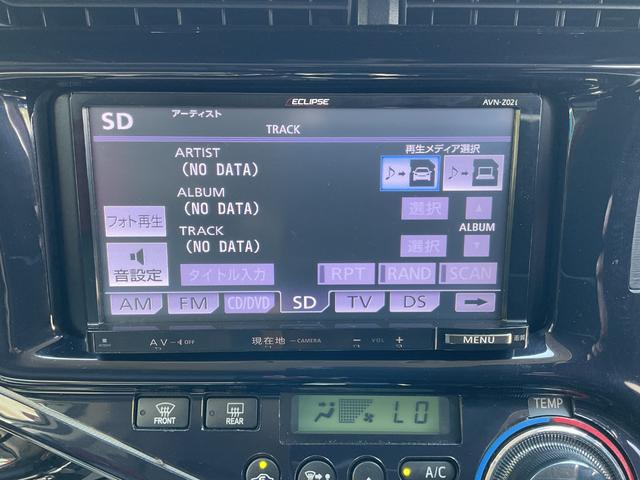 ECLIPSE AVN-Z02i
SD アーティスト
TRACK
ARTIST 再生メディア選択
(NO DATA)
ALBUM
(NO DATA) 選択
TRACK ALBUM
フォト再生 (NO DATA) 選択
音設定 タイトル入力 RPT RAND SCAN
AM FM CD/DVD SD TV DS
AV OFF 現在地 CAMERA − VOL + MENU 画質
FRONT REAR LO TEMP
A/C